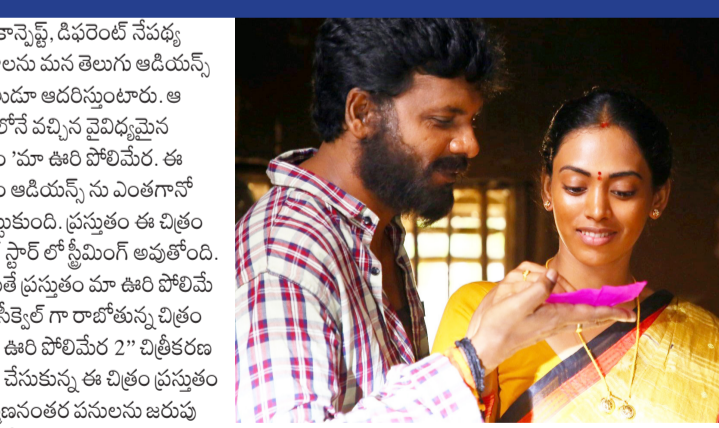 కాన్సెప్ట్, డిఫరెంట్ నేపథ్య
లను మన తెలుగు ఆడియన్స్
ఆదరిస్తుంటారు. ఆ
లోనే వచ్చిన వైవిధ్యమైన
'మా ఊరి పోలిమేర. ఈ
ఆడియన్స్ ను ఎంతగానో
ట్టుకుంది. ప్రస్తుతం ఈ చిత్రం
స్టార్ లో స్ట్రీమింగ్ అవుతోంది.
తే ప్రస్తుతం మా ఊరి పోలిమే
సీక్వెల్ గా రాబోతున్న చిత్రం
ఊరి పోలిమేర 2" చిత్రీకరణ
చేసుకున్న ఈ చిత్రం ప్రస్తుతం
ణానంతర పనులను జరుపు